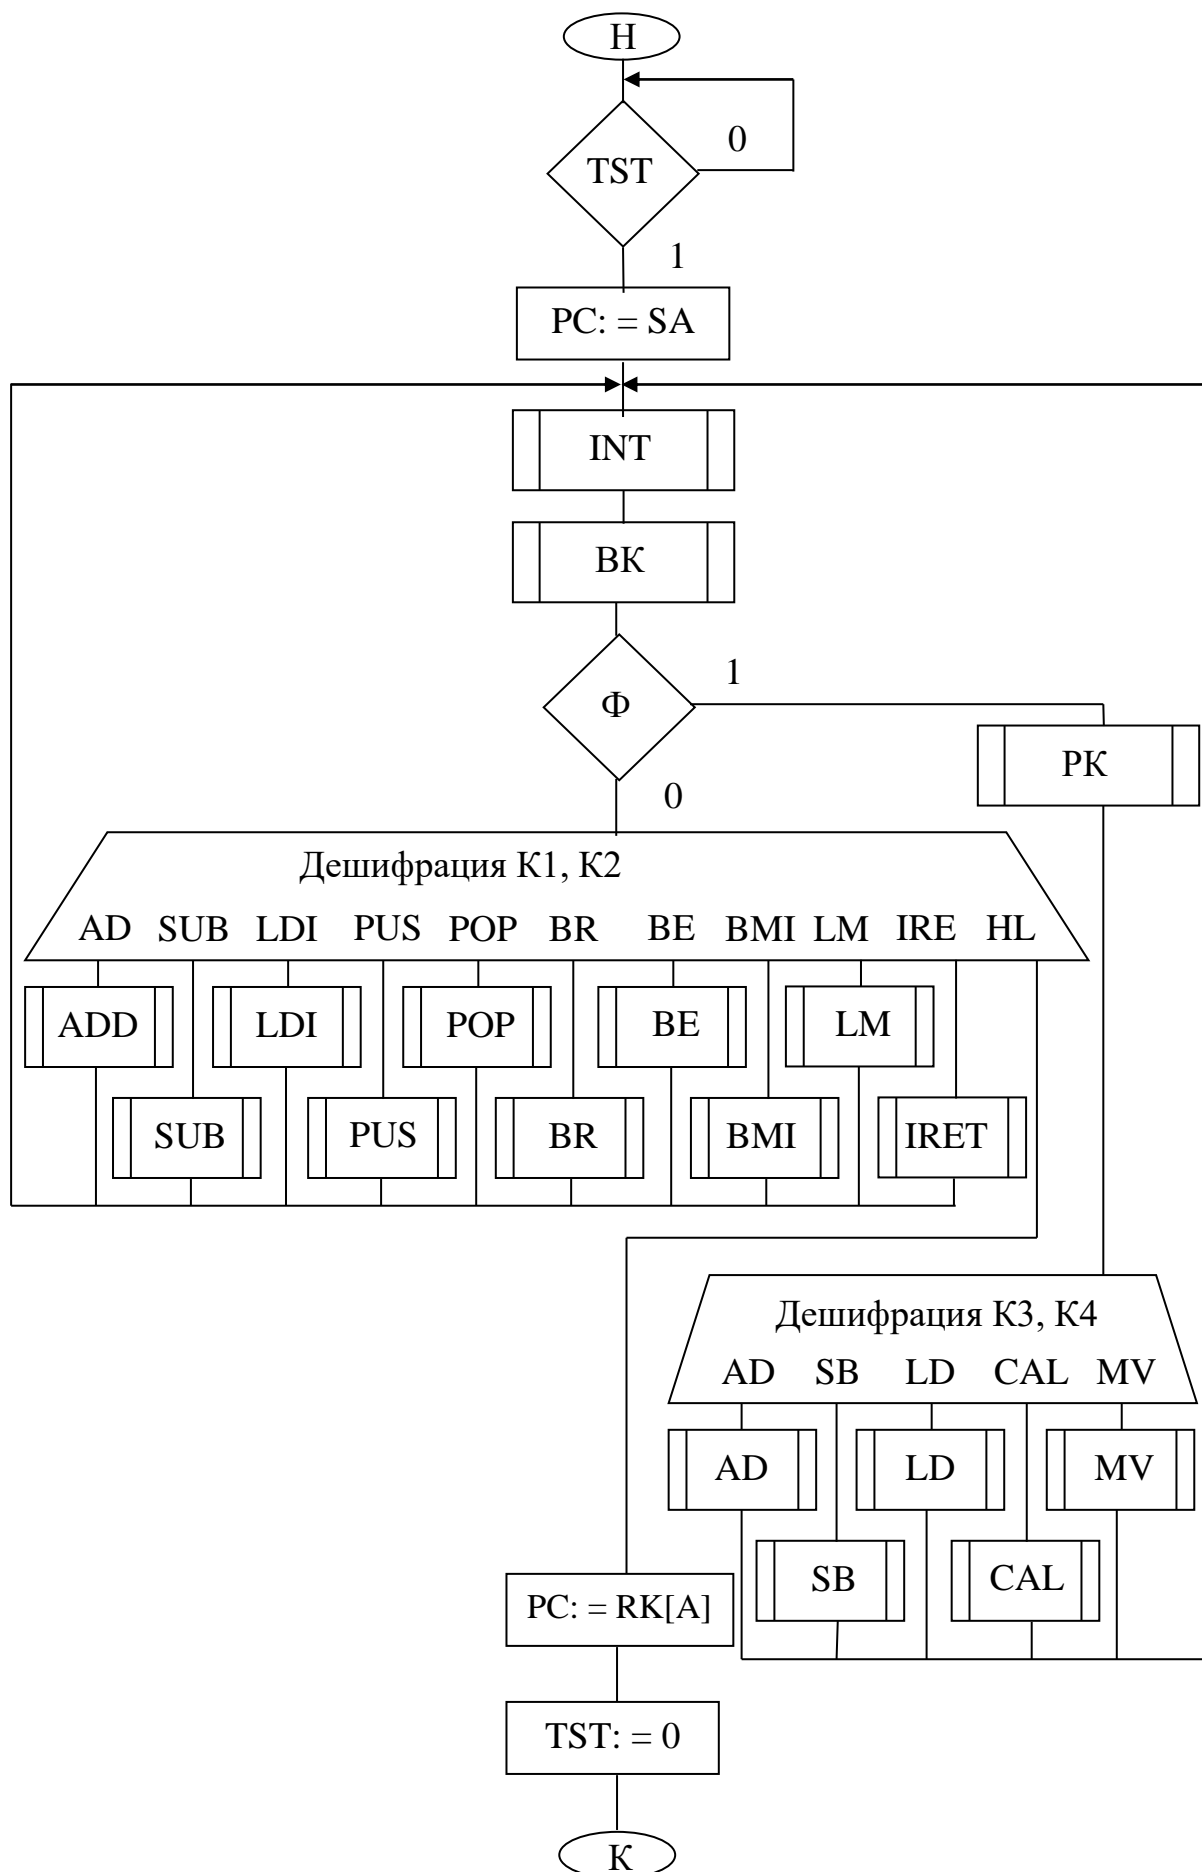 Н
0
TST
1
PC: = SA
INT
ВК
1
Ф
РК
0
Дешифрация К1, К2
AD SUB LDI PUS POP BR BE BMI LM IRE HL
ADD LDI POP BE LM
SUB PUS BR BMI IRET
Дешифрация К3, К4
AD SB LD CAL MV
AD LD MV
SB CAL
PC: = RK[A]
TST: = 0
К